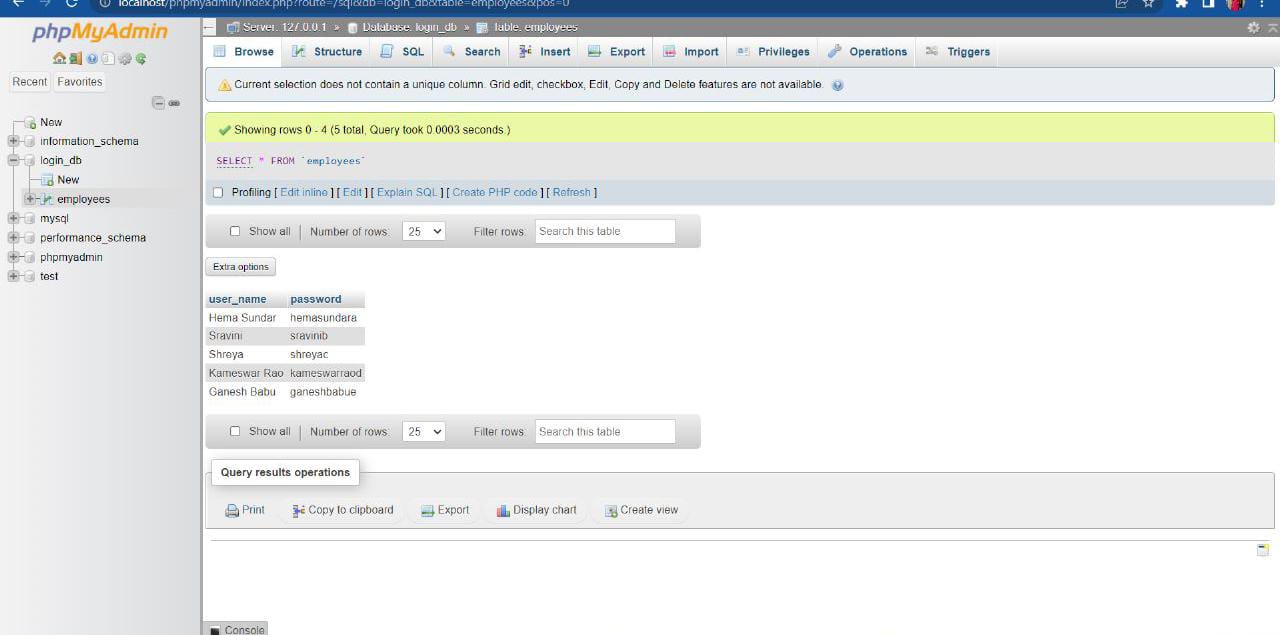 localhost/phpmyadmin/index.php?route=/sql&db=login_db&table=employees&pos=0
phpMyAdmin
Recent Favorites
New
information_schema
login_db
New
employees
mysql
performance_schema
phpmyadmin
test
Server: 127.0.0.1 » Database: login_db » Table: employees
Browse Structure SQL Search Insert Export Import Privileges Operations Triggers
Current selection does not contain a unique column. Grid edit, checkbox, Edit, Copy and Delete features are not available.
Showing rows 0 - 4 (5 total, Query took 0.0003 seconds.)
SELECT * FROM `employees`
Profiling [ Edit inline ] [ Edit ] [ Explain SQL ] [ Create PHP code ] [ Refresh ]
Show all | Number of rows: 25 Filter rows: Search this table
Extra options
user_name password
Hema Sundar hemasundara
Sravini sravinib
Shreya shreyac
Kameswar Rao kameswarraod
Ganesh Babu ganeshbabue
Show all | Number of rows: 25 Filter rows: Search this table
Query results operations
Print Copy to clipboard Export Display chart Create view
Console